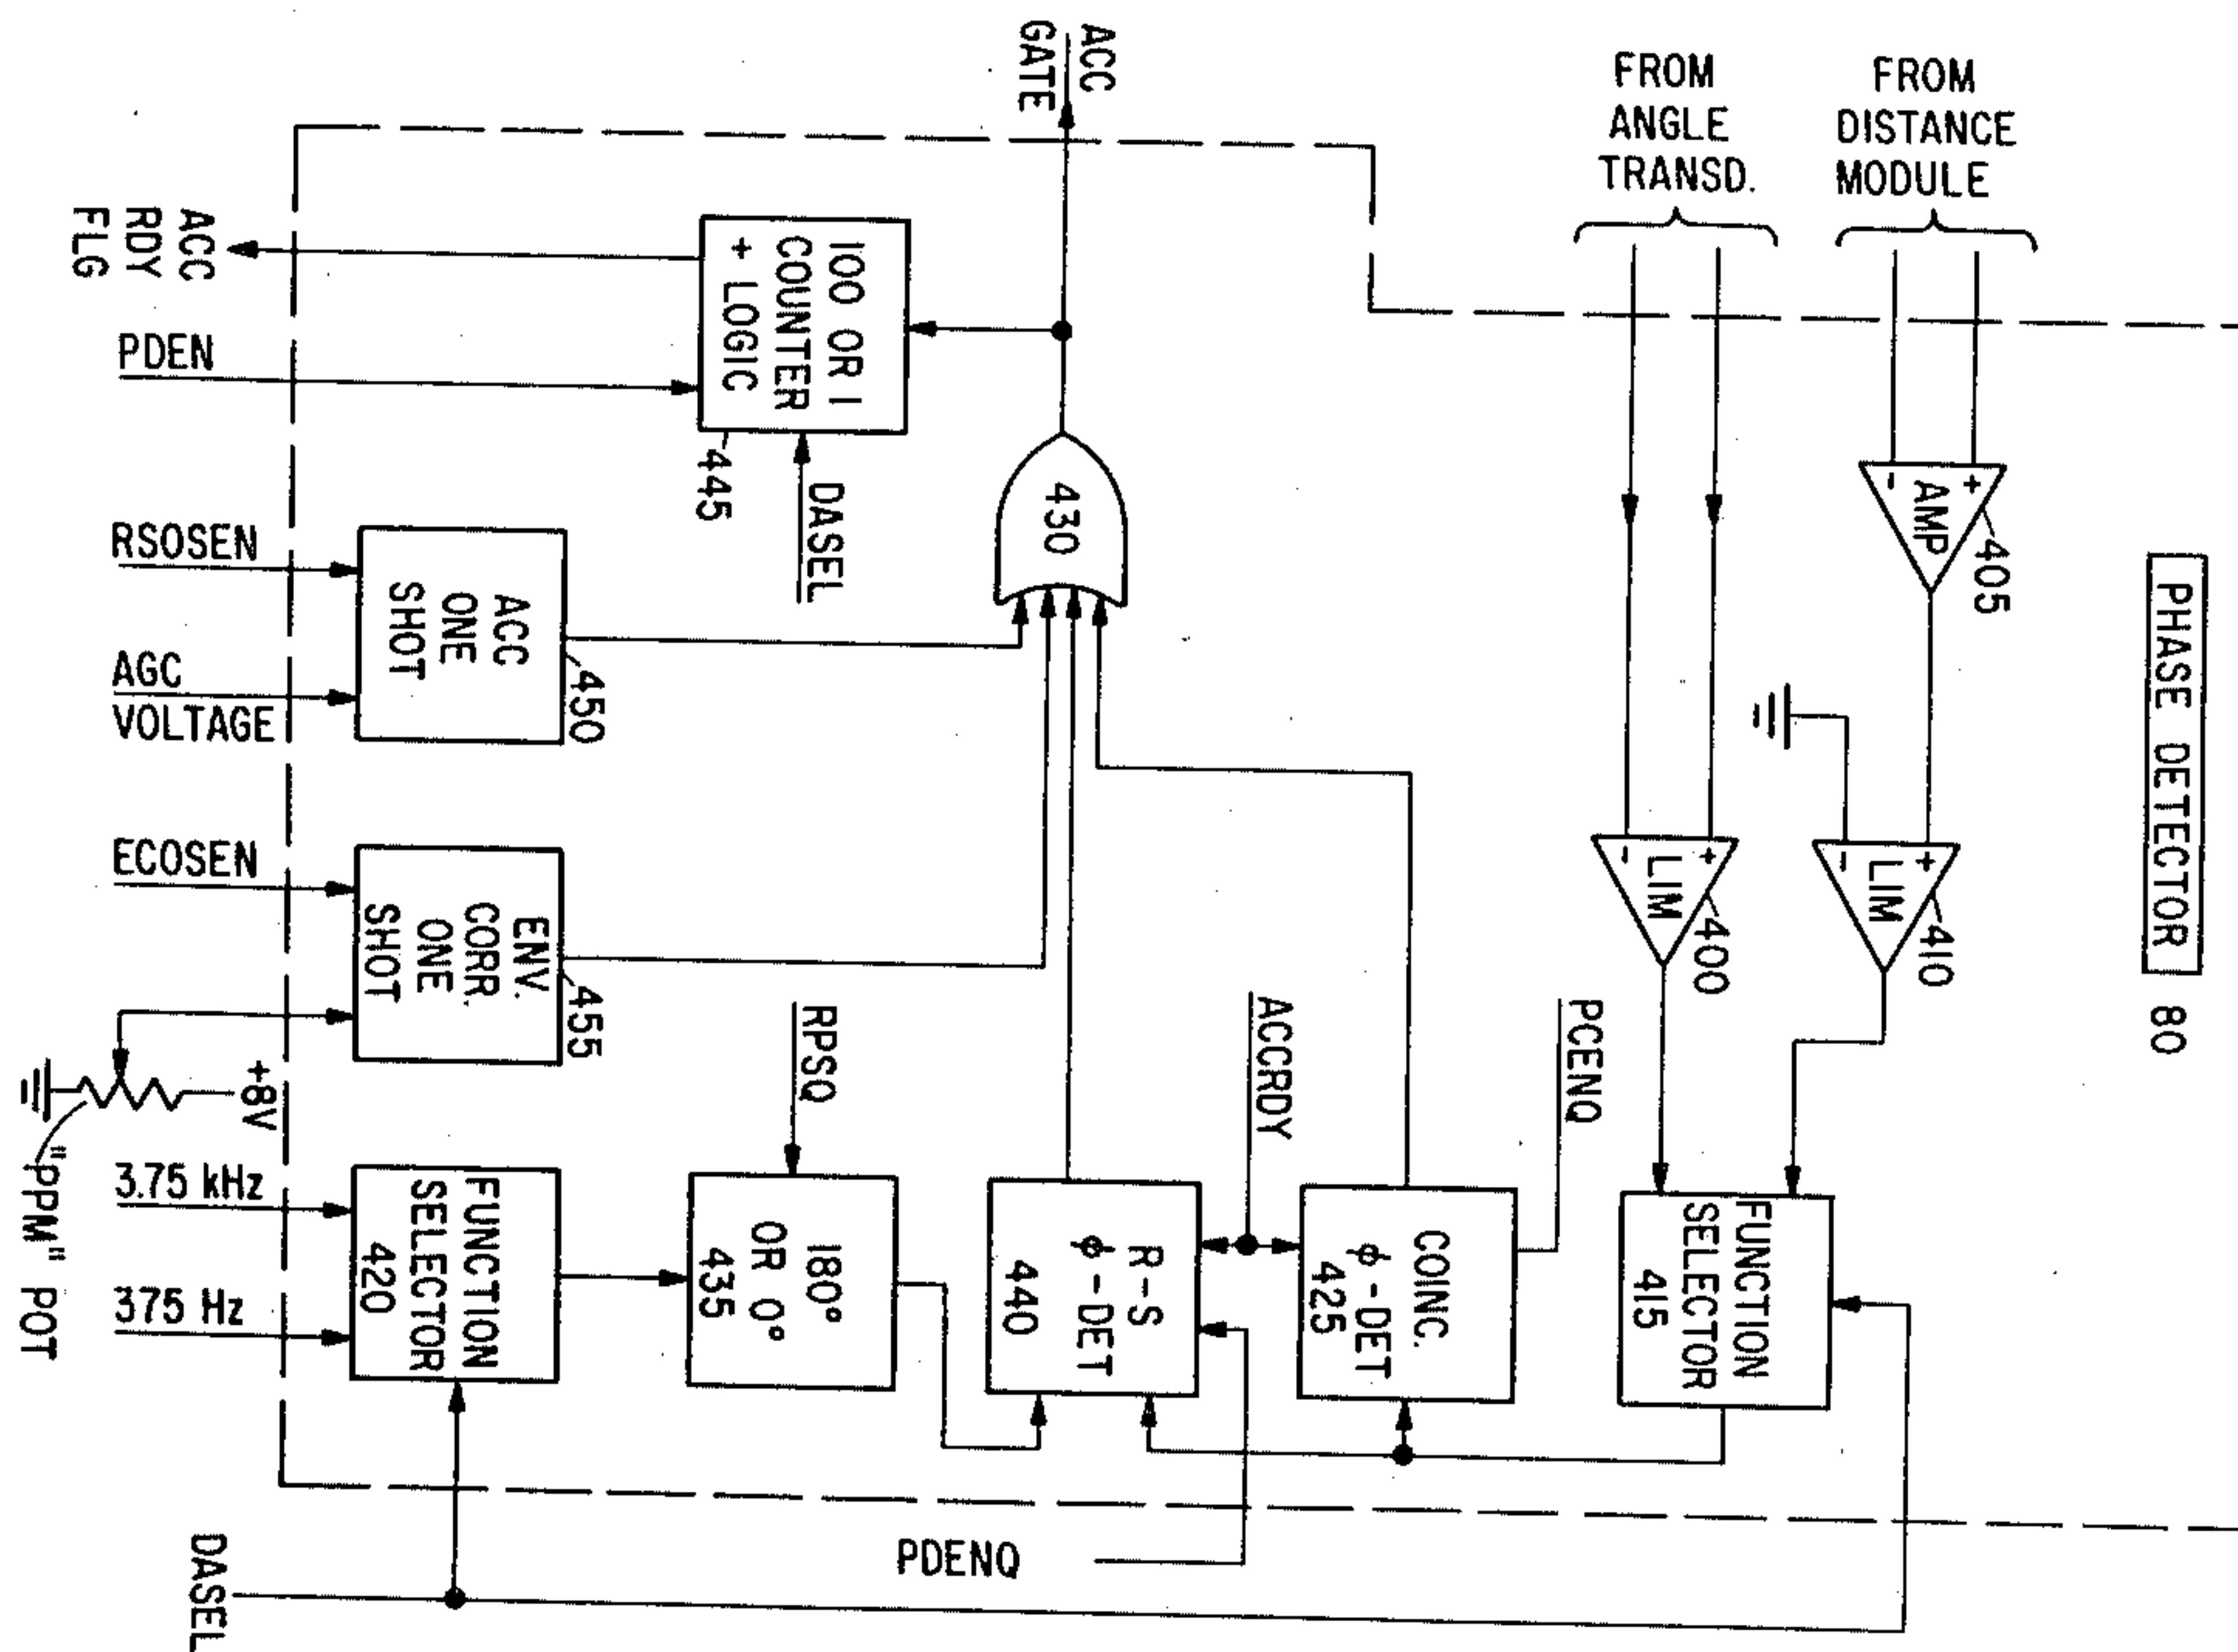 FROM
ANGLE
TRANSD.
FROM
DISTANCE
MODULE
PHASE DETECTOR 80
AMP
+
-
405
LIM
+
-
410
LIM
+
-
400
FUNCTION
SELECTOR
415
PCENQ
COINC.
ϕ-DET
425
ACCRDY
R-S
ϕ-DET
440
PDENQ
RPSQ
180°
OR 0°
435
FUNCTION
SELECTOR
420
DASEL
3.75 kHz
375 Hz
"PPM" POT
+8V
ENV.
CORR.
ONE
SHOT
455
ECOSEN
ACC
ONE
SHOT
450
RSOSEN
AGC
VOLTAGE
430
ACC
GATE
100 OR 1
COUNTER
+ LOGIC
445
DASEL
PDEN
ACC
RDY
FLG